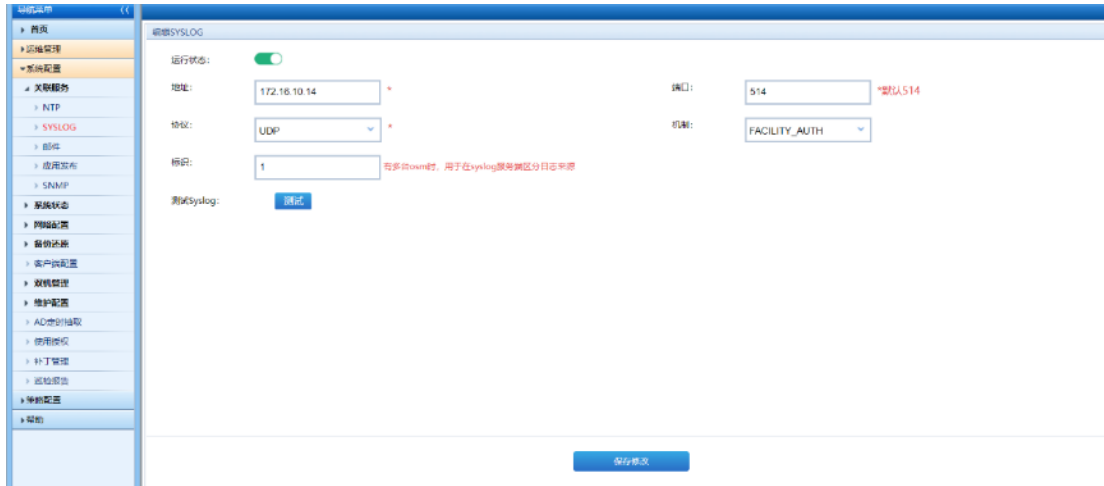 导航菜单
首页
运维管理
系统配置
关联服务
NTP
SYSLOG
邮件
应用发布
SNMP
系统状态
网络配置
备份还原
客户端配置
双机管理
维护配置
AD定时抽取
使用授权
补丁管理
巡检报告
策略配置
帮助
编辑SYSLOG
运行状态:
地址: 172.16.10.14 * 端口: 514 *默认514
协议: UDP * 机制: FACILITY_AUTH
标识: 1 有多台osm时，用于在syslog服务端区分日志来源
测试Syslog: 测试
保存修改